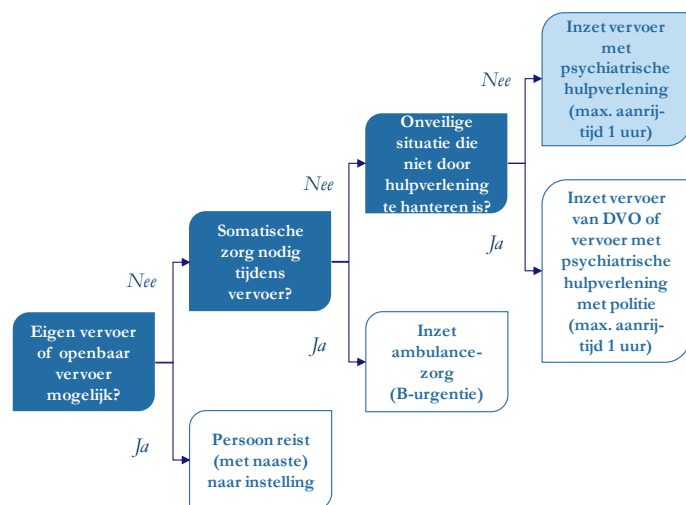 Eigen vervoer
of openbaar
vervoer
mogelijk?
Nee
Ja
Somatische
zorg nodig
tijdens
vervoer?
Persoon reist
(met naaste)
naar instelling
Nee
Ja
Onveilige
situatie die
niet door
hulpverlening
te hanteren is?
Inzet
ambulance-
zorg
(B-urgentie)
Nee
Ja
Inzet vervoer
met
psychiatrische
hulpverlening
(max. aanrij-
tijd 1 uur)
Inzet vervoer
van DVO of
vervoer met
psychiatrische
hulpverlening
met politie
(max. aanrij-
tijd 1 uur)